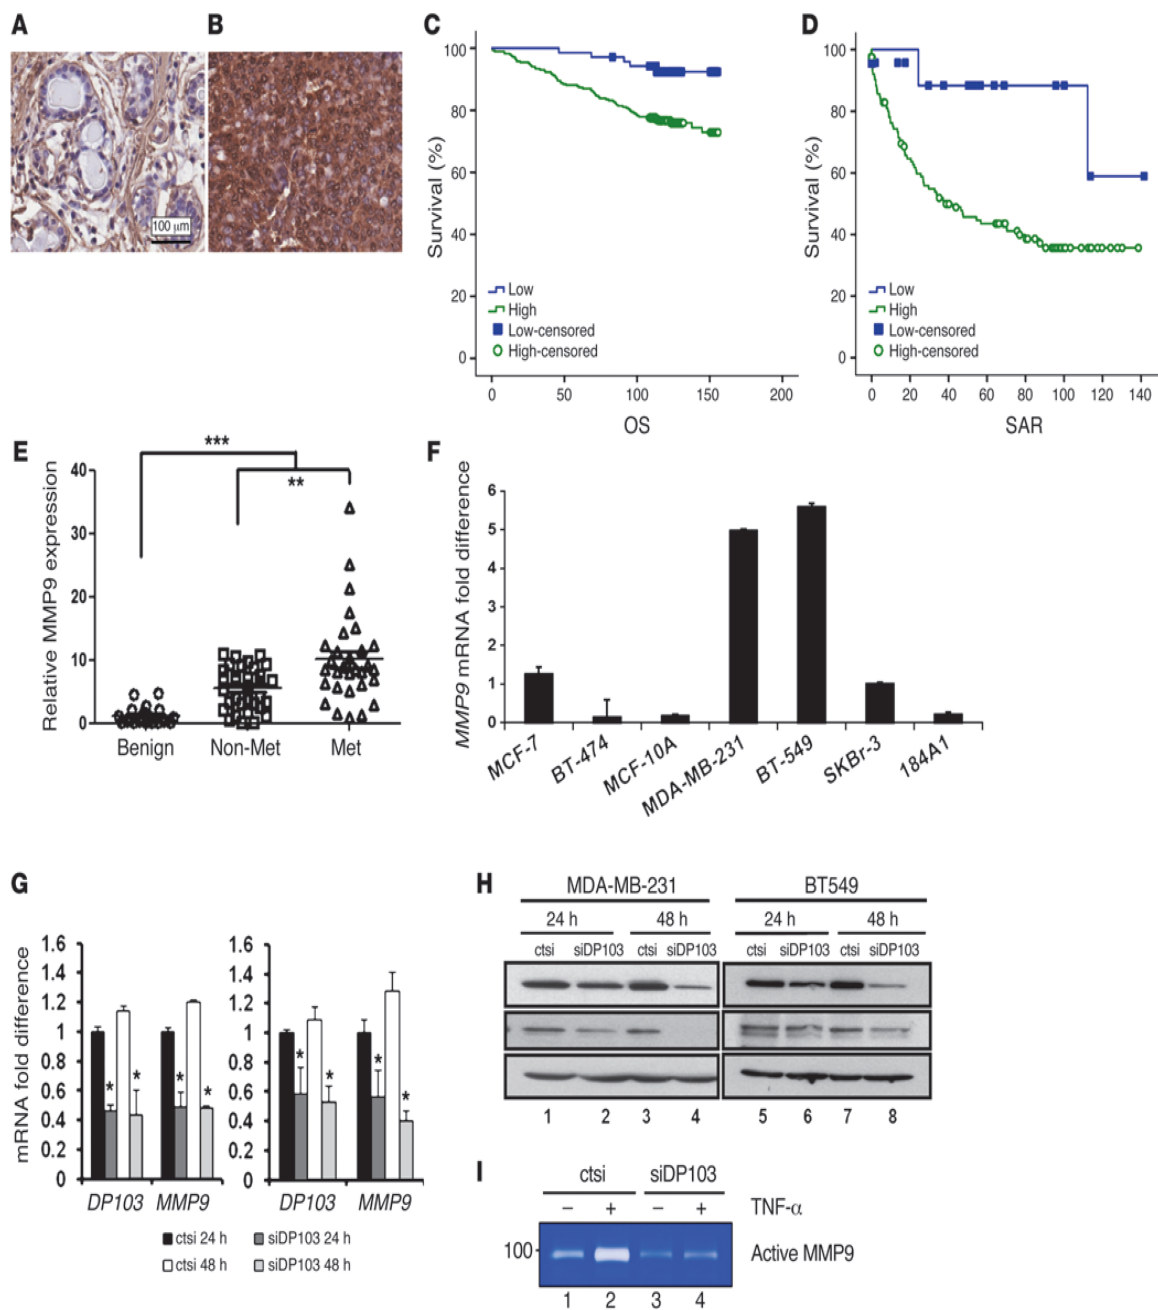 A
B
100 µm
C
Survival (%)
100
80
60
40
20
0
Low
High
Low-censored
High-censored
0 50 100 150 200
OS
D
Survival (%)
100
80
60
40
20
0
Low
High
Low-censored
High-censored
0 20 40 60 80 100 120 140
SAR
E
Relative MMP9 expression
40
30
20
10
0
***
**
Benign Non-Met Met
F
MMP9 mRNA fold difference
6
5
4
3
2
1
0
MCF-7
BT-474
MCF-10A
MDA-MB-231
BT-549
SKBr-3
184A1
G
mRNA fold difference
1.6
1.4
1.2
1
0.8
0.6
0.4
0.2
0
* * * *
DP103 MMP9
1.6
1.4
1.2
1
0.8
0.6
0.4
0.2
0
* * * *
DP103 MMP9
ctsi 24 h siDP103 24 h
ctsi 48 h siDP103 48 h
H
MDA-MB-231 BT549
24 h 48 h 24 h 48 h
ctsi siDP103 ctsi siDP103 ctsi siDP103 ctsi siDP103
1 2 3 4 5 6 7 8
I
ctsi siDP103
– + – + TNF-α
100 Active MMP9
1 2 3 4